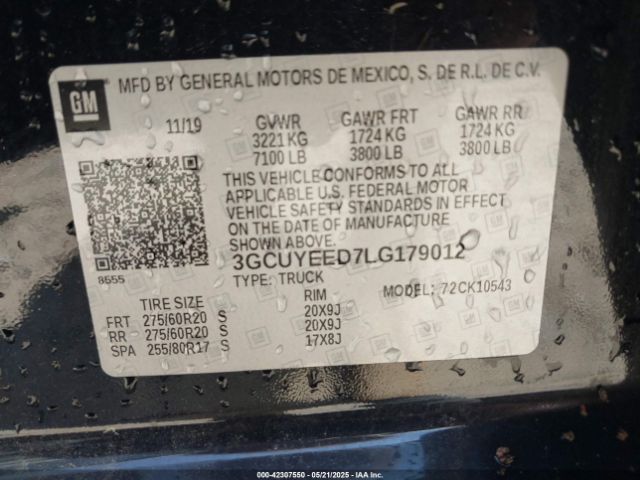 GM
MFD BY GENERAL MOTORS DE MEXICO, S. DE R.L. DE C.V.
11/19 GVWR GAWR FRT GAWR RR
3221 KG 1724 KG 1724 KG
7100 LB 3800 LB 3800 LB
THIS VEHICLE CONFORMS TO ALL
APPLICABLE U.S. FEDERAL MOTOR
VEHICLE SAFETY STANDARDS IN EFFECT
ON THE DATE OF MANUFACTURE
SHOWN ABOVE.
3GCUYEED7LG179012
8555
TYPE: TRUCK
MODEL: 72CK10543
TIRE SIZE RIM
FRT 275/60R20 S 20X9J
RR 275/60R20 S 20X9J
SPA 255/80R17 S 17X8J
© 42307550 - 05/21/2025 - IAA, Inc.